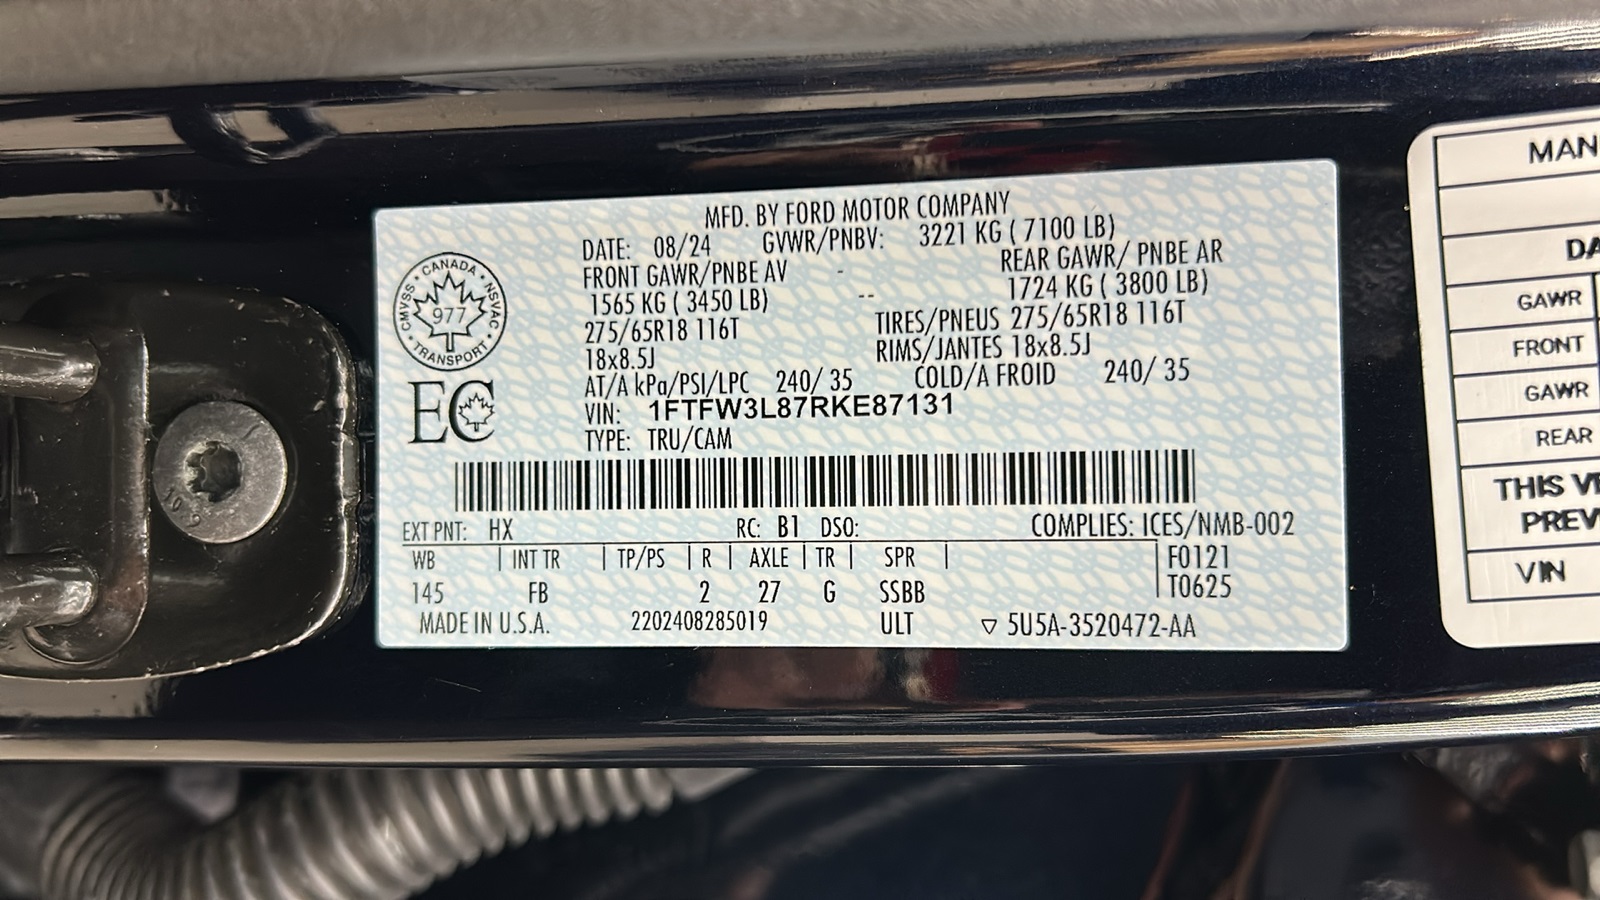 MFD. BY FORD MOTOR COMPANY
DATE: 08/24 GVWR/PNBV: 3221 KG ( 7100 LB)
FRONT GAWR/PNBE AV - REAR GAWR/ PNBE AR
1565 KG ( 3450 LB) -- 1724 KG ( 3800 LB)
275/65R18 116T TIRES/PNEUS 275/65R18 116T
18x8.5J RIMS/JANTES 18x8.5J
AT/A kPa/PSI/LPC 240/ 35 COLD/A FROID 240/ 35
VIN: 1FTFW3L87RKE87131
TYPE: TRU/CAM
CANADA
CMVSS NSVAC
977
TRANSPORT
EC
EXT PNT: HX RC: B1 DSO: COMPLIES: ICES/NMB-002
WB INT TR TP/PS R AXLE TR SPR F0121
145 FB 2 27 G SSBB T0625
MADE IN U.S.A. 2202408285019 ULT 5U5A-3520472-AA
10.9
MAN
DA
GAWR
FRONT
GAWR
REAR
THIS VE
PREV
VIN